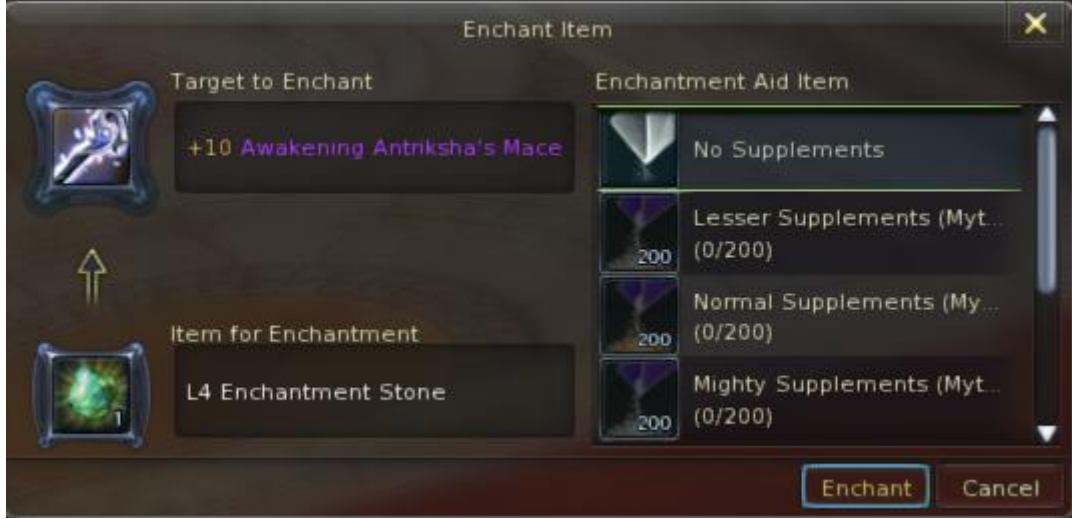 Enchant Item
Target to Enchant
+10 Awakening Antriksha's Mace
Item for Enchantment
L4 Enchantment Stone
1
Enchantment Aid Item
No Supplements
Lesser Supplements (Myt...
(0/200)
200
Normal Supplements (My...
(0/200)
200
Mighty Supplements (Myt...
(0/200)
200
Enchant
Cancel